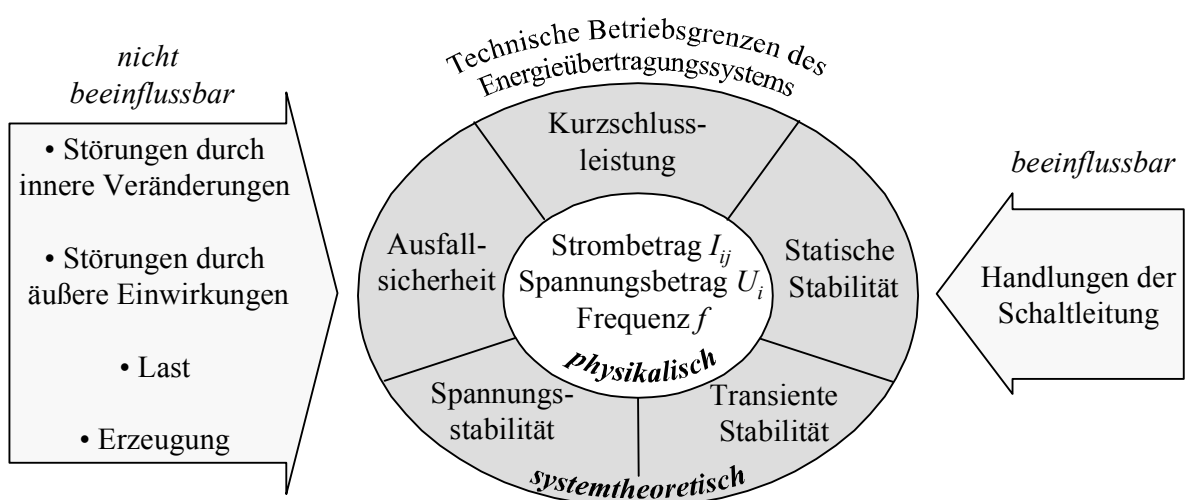 nicht
beeinflussbar
• Störungen durch
innere Veränderungen
• Störungen durch
äußere Einwirkungen
• Last
• Erzeugung
Technische Betriebsgrenzen des
Energieübertragungssystems
Kurzschluss-
leistung
Ausfall-
sicherheit
Strombetrag I_ij
Spannungsbetrag U_i
Frequenz f
physikalisch
Statische
Stabilität
Spannungs-
stabilität
Transiente
Stabilität
systemtheoretisch
beeinflussbar
Handlungen der
Schaltleitung